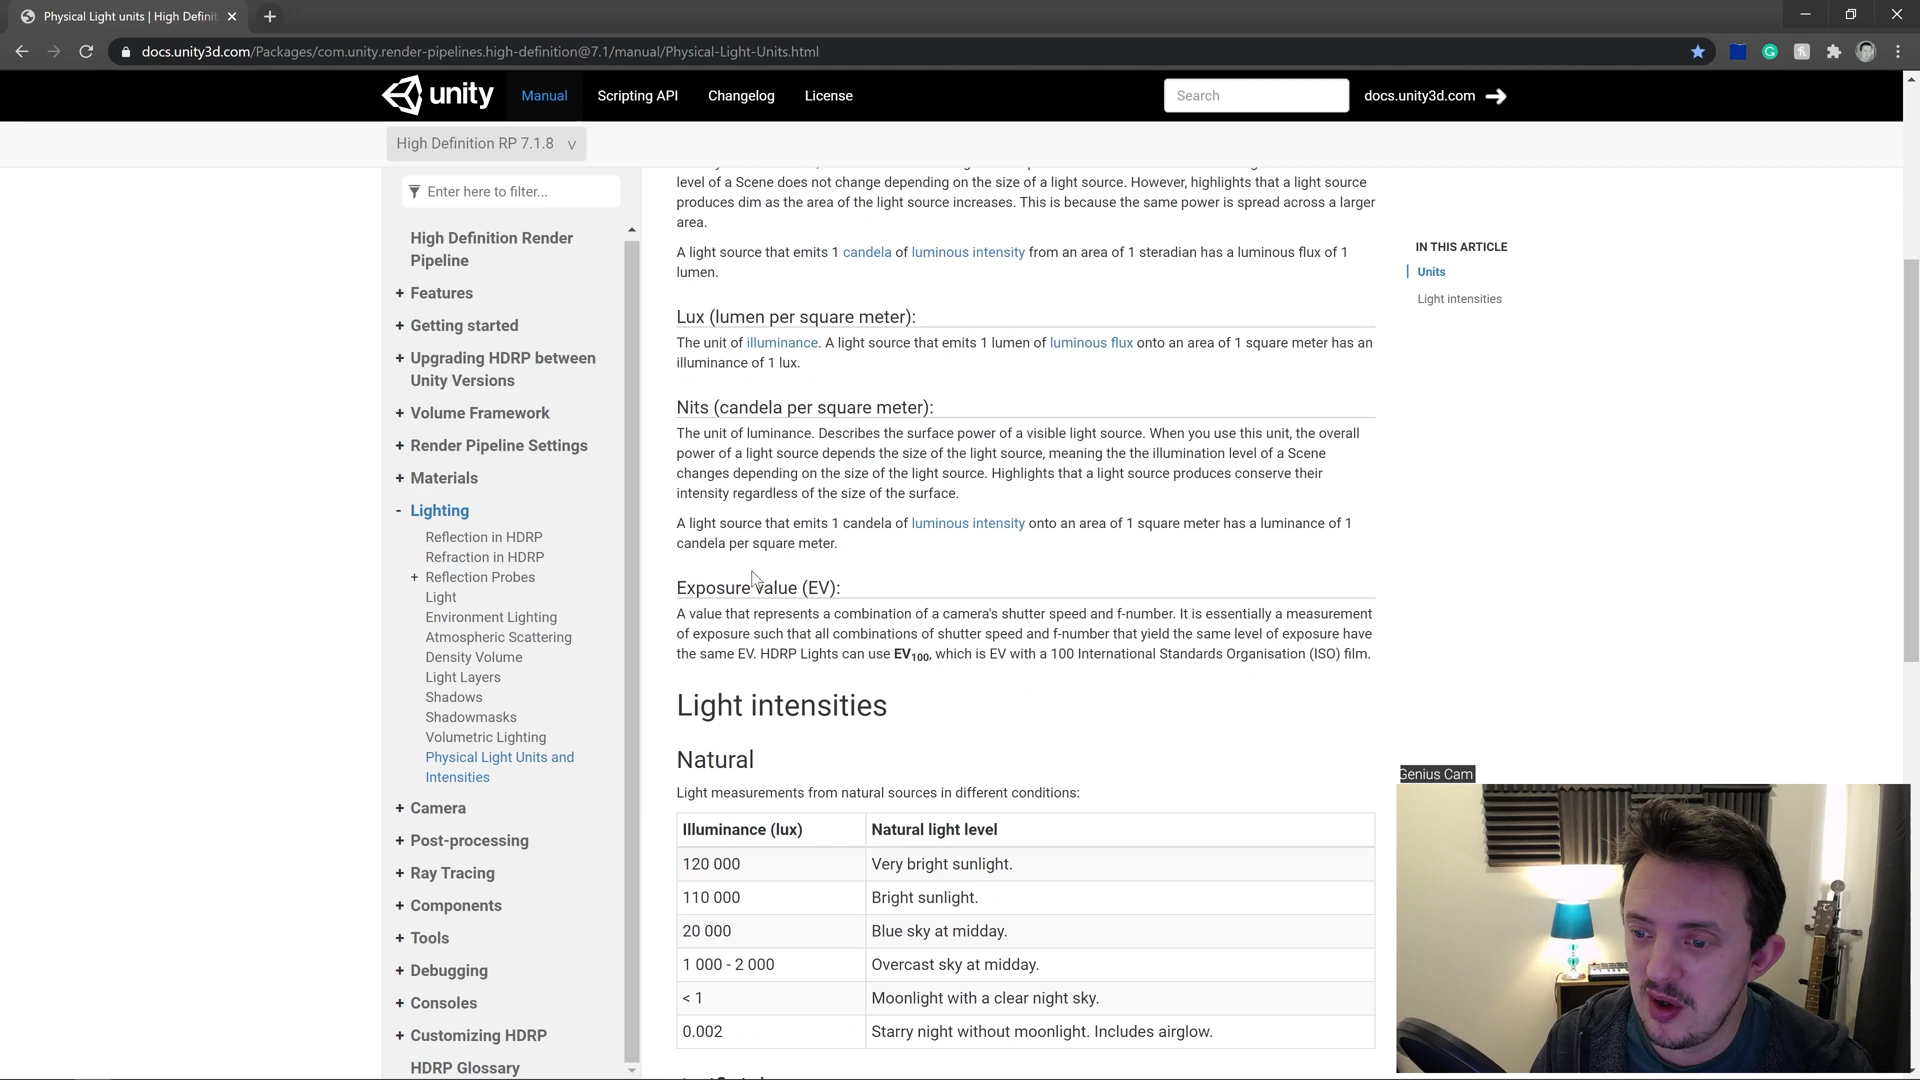 Physical Light units | High Definit
docs.unity3d.com/Packages/com.unity.render-pipelines.high-definition@7.1/manual/Physical-Light-Units.html
unity
Manual
Scripting API
Changelog
License
Search
docs.unity3d.com
High Definition RP 7.1.8
Enter here to filter...
High Definition Render
Pipeline
+ Features
+ Getting started
+ Upgrading HDRP between
Unity Versions
+ Volume Framework
+ Render Pipeline Settings
+ Materials
- Lighting
Reflection in HDRP
Refraction in HDRP
+ Reflection Probes
Light
Environment Lighting
Atmospheric Scattering
Density Volume
Light Layers
Shadows
Shadowmasks
Volumetric Lighting
Physical Light Units and
Intensities
+ Camera
+ Post-processing
+ Ray Tracing
+ Components
+ Tools
+ Debugging
+ Consoles
+ Customizing HDRP
HDRP Glossary
level of a Scene does not change depending on the size of a light source. However, highlights that a light source
produces dim as the area of the light source increases. This is because the same power is spread across a larger
area.
A light source that emits 1 candela of luminous intensity from an area of 1 steradian has a luminous flux of 1
lumen.
Lux (lumen per square meter):
The unit of illuminance. A light source that emits 1 lumen of luminous flux onto an area of 1 square meter has an
illuminance of 1 lux.
Nits (candela per square meter):
The unit of luminance. Describes the surface power of a visible light source. When you use this unit, the overall
power of a light source depends the size of the light source, meaning the the illumination level of a Scene
changes depending on the size of the light source. Highlights that a light source produces conserve their
intensity regardless of the size of the surface.
A light source that emits 1 candela of luminous intensity onto an area of 1 square meter has a luminance of 1
candela per square meter.
Exposure value (EV):
A value that represents a combination of a camera's shutter speed and f-number. It is essentially a measurement
of exposure such that all combinations of shutter speed and f-number that yield the same level of exposure have
the same EV. HDRP Lights can use EV100, which is EV with a 100 International Standards Organisation (ISO) film.
Light intensities
Natural
Light measurements from natural sources in different conditions:
Illuminance (lux) Natural light level
120 000 Very bright sunlight.
110 000 Bright sunlight.
20 000 Blue sky at midday.
1 000 - 2 000 Overcast sky at midday.
< 1 Moonlight with a clear night sky.
0.002 Starry night without moonlight. Includes airglow.
IN THIS ARTICLE
Units
Light intensities
Genius Cam